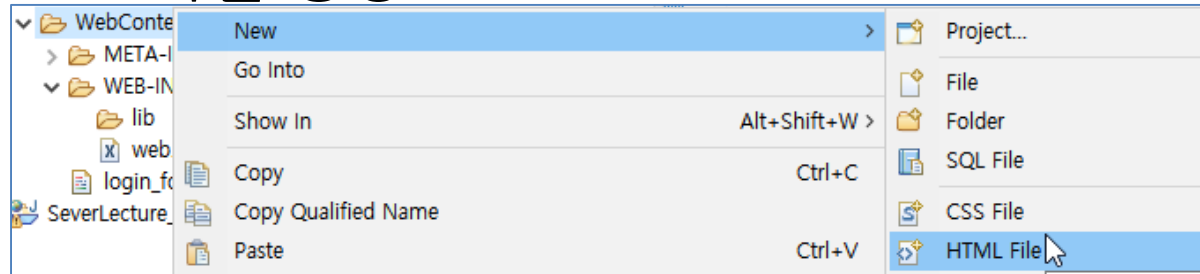 WebConte
META-I
WEB-IN
lib
web.
login_fo
SeverLecture_
New >
Go Into
Show In Alt+Shift+W >
Copy Ctrl+C
Copy Qualified Name
Paste Ctrl+V
Project...
File
Folder
SQL File
CSS File
HTML File